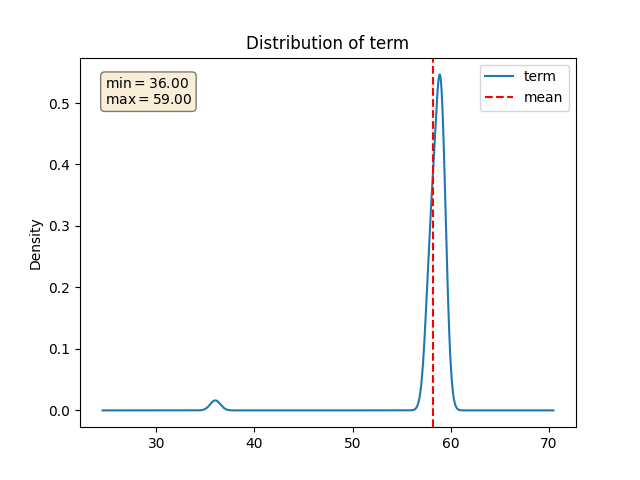 Distribution of term
min = 36.00
max = 59.00
term
mean
Density
0.5
0.4
0.3
0.2
0.1
0.0
30
40
50
60
70